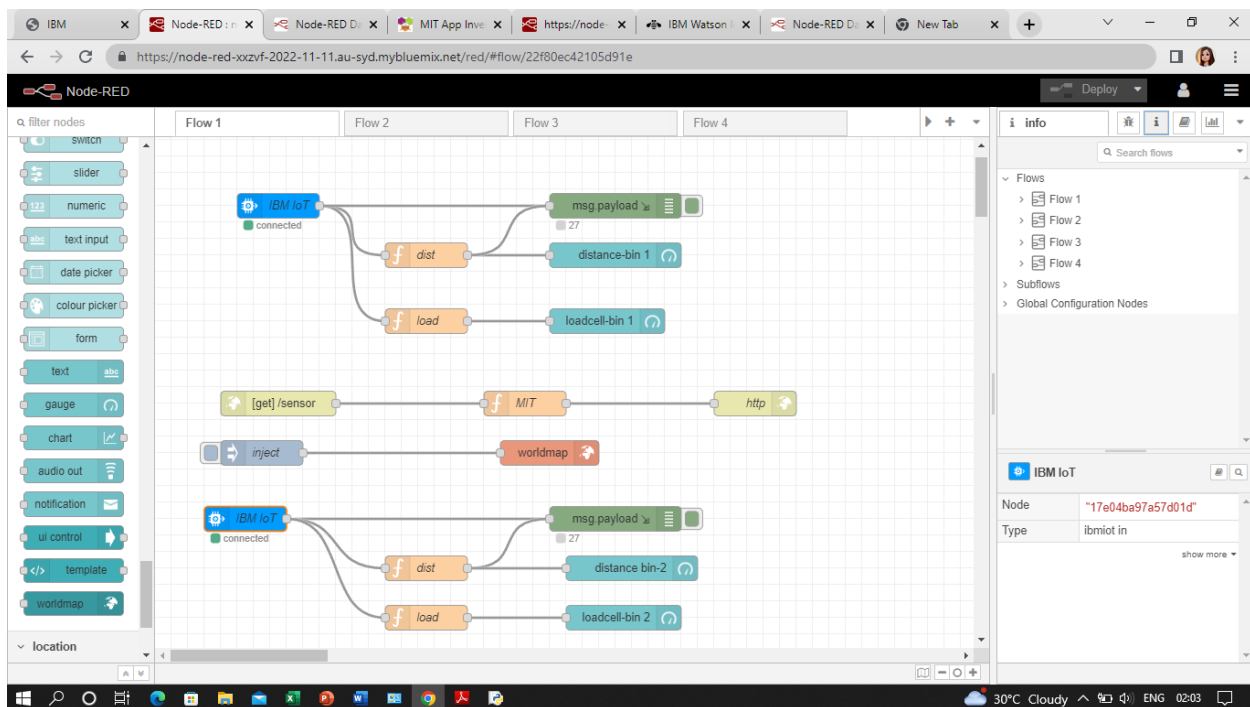 IBM
Node-RED : n
Node-RED Da
MIT App Inve
https://node-
IBM Watson I
Node-RED Da
New Tab
https://node-red-xxzvf-2022-11-11.au-syd.mybluemix.net/red/#flow/22f80ec42105d91e
Node-RED
Deploy
filter nodes
Flow 1
Flow 2
Flow 3
Flow 4
i info
i
switch
slider
123 numeric
abc text input
date picker
colour picker
form
text abc
gauge
chart
audio out
notification
ui control
</> template
worldmap
location
IBM IoT
connected
f dist
f load
msg.payload
27
distance-bin 1
loadcell-bin 1
[get] /sensor
f MIT
http
inject
worldmap
IBM IoT
connected
f dist
f load
msg.payload
27
distance bin-2
loadcell-bin 2
Search flows
Flows
Flow 1
Flow 2
Flow 3
Flow 4
Subflows
Global Configuration Nodes
IBM IoT
Node "17e04ba97a57d01d"
Type ibmiot in
show more
30°C Cloudy ENG 02:03